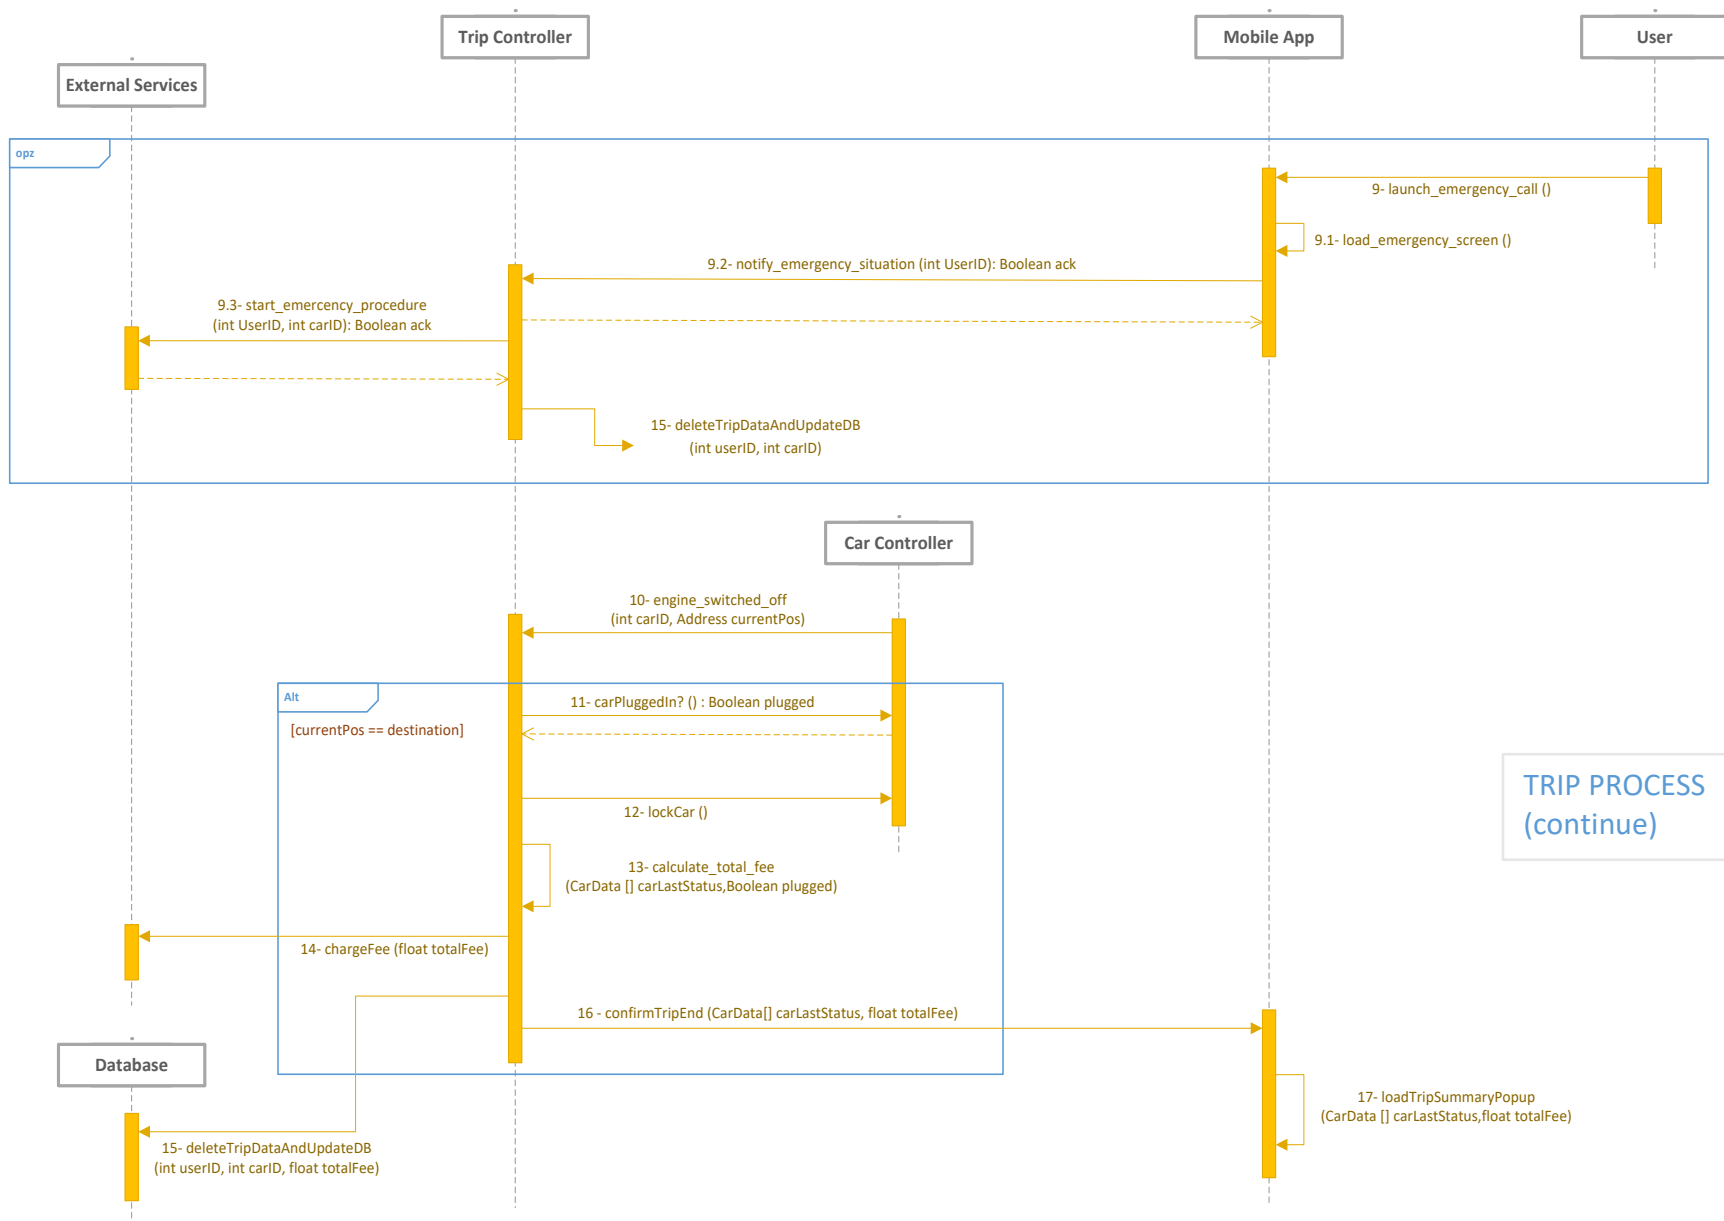 Trip Controller
Mobile App
User
External Services
opz
9- launch_emergency_call ()
9.1- load_emergency_screen ()
9.2- notify_emergency_situation (int UserID): Boolean ack
9.3- start_emercency_procedure
(int UserID, int carID): Boolean ack
15- deleteTripDataAndUpdateDB
(int userID, int carID)
Car Controller
10- engine_switched_off
(int carID, Address currentPos)
Alt
11- carPluggedIn? () : Boolean plugged
[currentPos == destination]
12- lockCar ()
TRIP PROCESS
(continue)
13- calculate_total_fee
(CarData [] carLastStatus,Boolean plugged)
14- chargeFee (float totalFee)
16 - confirmTripEnd (CarData[] carLastStatus, float totalFee)
Database
17- loadTripSummaryPopup
(CarData [] carLastStatus,float totalFee)
15- deleteTripDataAndUpdateDB
(int userID, int carID, float totalFee)